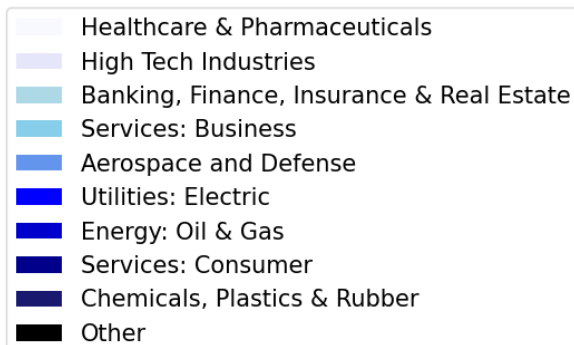 Healthcare & Pharmaceuticals
High Tech Industries
Banking, Finance, Insurance & Real Estate
Services: Business
Aerospace and Defense
Utilities: Electric
Energy: Oil & Gas
Services: Consumer
Chemicals, Plastics & Rubber
Other